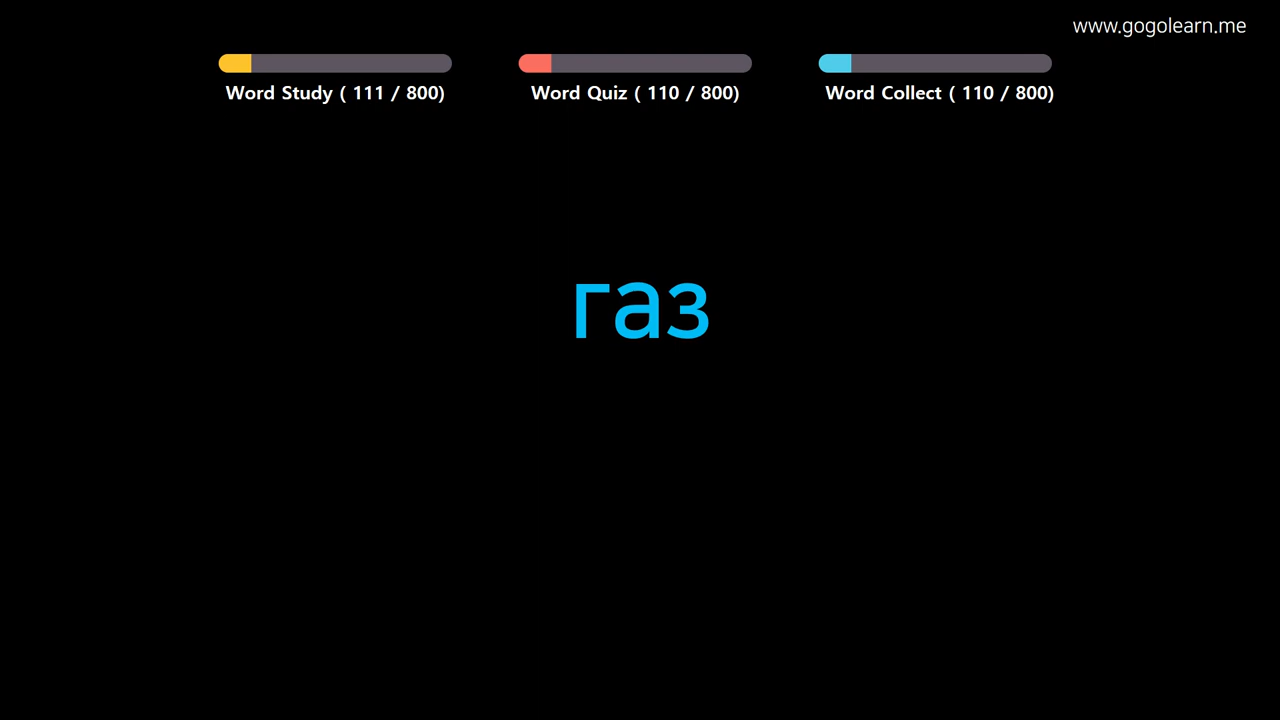 www.gogolearn.me
Word Study ( 111 / 800)
Word Quiz ( 110 / 800)
Word Collect ( 110 / 800)
газ